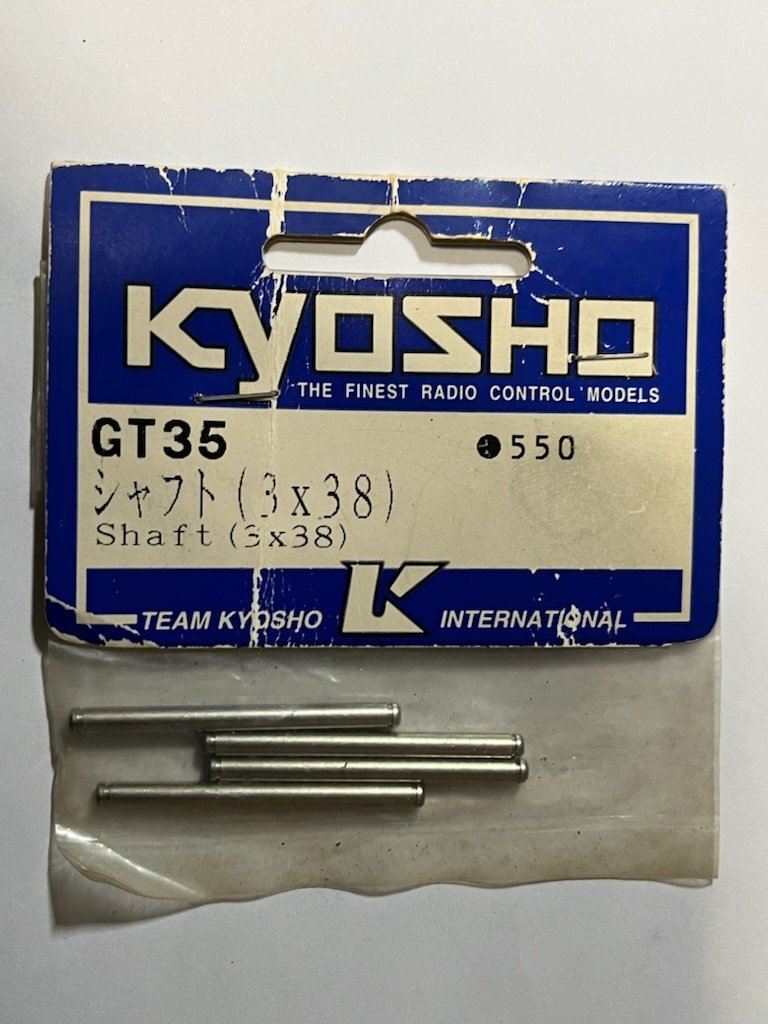 KYOSHO
THE FINEST RADIO CONTROL MODELS
GT35
550
シャフト(3x38)
Shaft(3x38)
K
TEAM KYOSHO INTERNATIONAL